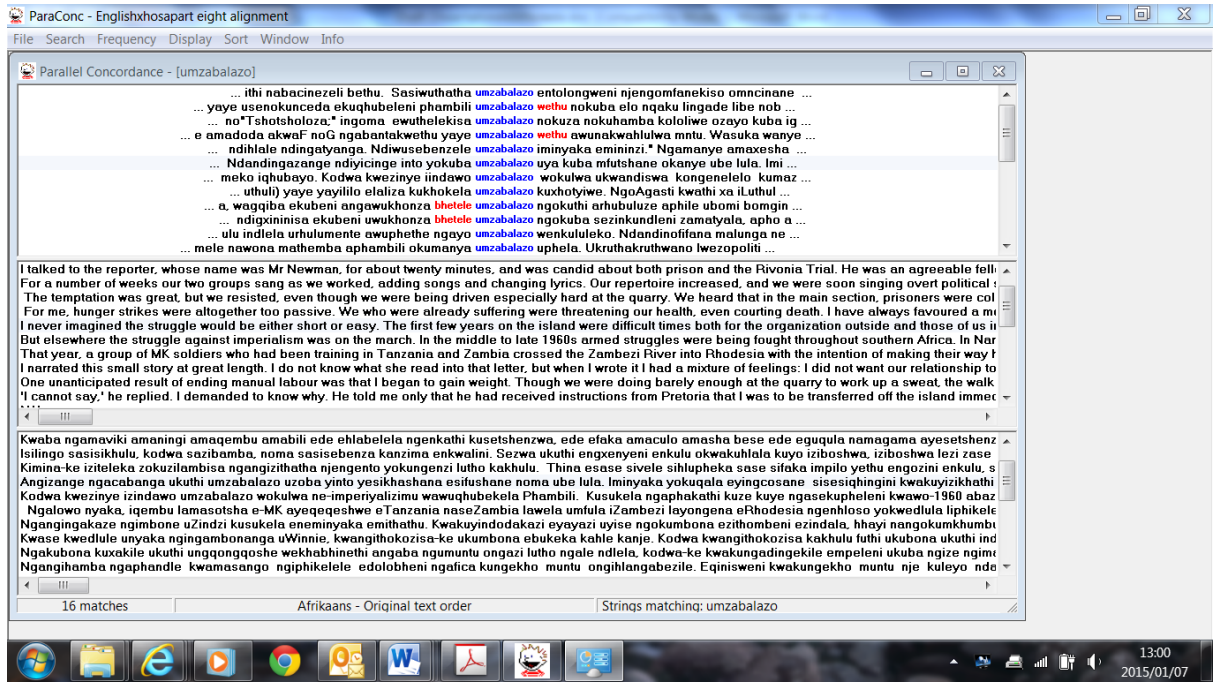 ParaConc - Englishxhosapart eight alignment
File Search Frequency Display Sort Window Info
Parallel Concordance - [umzabalazo]
... ithi nabacinezeli bethu. Sasiwuthatha umzabalazo entolongweni njengomfanekiso omncinane ...
... yaye usenokunceda ekuqhubeleni phambili umzabalazo wethu nokuba elo nqaku lingade libe nob ...
... no"Tshotsholoza;" ingoma ewuthelekisa umzabalazo nokuza nokuhamba kololiwe ozayo kuba ig ...
... e amadoda akwaF noG ngabantakwethu yaye umzabalazo wethu awunakwahlulwa mntu. Wasuka wanye ...
... ndihlale ndingatyanga. Ndiwusebenzele umzabalazo iminyaka emininzi." Ngamanye amaxesha ...
... Ndandingazange ndiyicinge into yokuba umzabalazo uya kuba mfutshane okanye ube lula. Imi ...
... meko iqhubayo. Kodwa kwezinye iindawo umzabalazo wokulwa ukwandiswa kongenelelo kumaz ...
... uthuli) yaye yayililo elaliza kukhokela umzabalazo kuxhotyiwe. NgoAgasti kwathi xa iLuthul ...
... a, wagqiba ekubeni angawukhonza bhetele umzabalazo ngokuthi arhubuluze aphile ubomi bomgin ...
... ndigxininisa ekubeni uwukhonza bhetele umzabalazo ngokuba sezinkundleni zamatyala, apho a ...
... ulu indlela urhulumente awuphethe ngayo umzabalazo wenkululeko. Ndandinofifana malunga ne ...
... mele nawona mathemba aphambili okumanya umzabalazo uphela. Ukruthakruthwano lwezopoliti ...
I talked to the reporter, whose name was Mr Newman, for about twenty minutes, and was candid about both prison and the Rivonia Trial. He was an agreeable fell
For a number of weeks our two groups sang as we worked, adding songs and changing lyrics. Our repertoire increased, and we were soon singing overt political
The temptation was great, but we resisted, even though we were being driven especially hard at the quarry. We heard that in the main section, prisoners were col
For me, hunger strikes were altogether too passive. We who were already suffering were threatening our health, even courting death. I have always favoured a m
I never imagined the struggle would be either short or easy. The first few years on the island were difficult times both for the organization outside and those of us i
But elsewhere the struggle against imperialism was on the march. In the middle to late 1960s armed struggles were being fought throughout southern Africa. In Nar
That year, a group of MK soldiers who had been training in Tanzania and Zambia crossed the Zambezi River into Rhodesia with the intention of making their way h
I narrated this small story at great length. I do not know what she read into that letter, but when I wrote it I had a mixture of feelings: I did not want our relationship to
One unanticipated result of ending manual labour was that I began to gain weight. Though we were doing barely enough at the quarry to work up a sweat, the walk
'I cannot say,' he replied. I demanded to know why. He told me only that he had received instructions from Pretoria that I was to be transferred off the island immec
Kwaba ngamaviki amaningi amaqembu amabili ede ehlabelela ngenkathi kusetshenzwa, ede efaka amaculo amasha bese ede eguqula namagama ayesetshenz
Isilingo sasisikhulu, kodwa sazibamba, noma sasisebenza kanzima enkwalini. Sezwa ukuthi engxenyeni enkulu okwakuhlala kuyo iziboshwa, iziboshwa lezi zase
Kimina-ke iziteleka zokuzilambisa ngangizithatha njengento yokungenzi lutho kakhulu. Thina esase sivele sihlupheka sase sifaka impilo yethu engozini enkulu, s
Angizange ngacabanga ukuthi umzabalazo uzoba yinto yesikhashana esifushane noma ube lula. Iminyaka yokuqala eyingcosane sisesiqhingini kwakuyizikhathi
Kodwa kwezinye izindawo umzabalazo wokulwa ne-imperiyalizimu wawuqhubekela Phambili. Kusukela ngaphakathi kuze kuye ngasekupheleni kwawo-1960 abaz
Ngalowo nyaka, iqembu lamasotsha e-MK ayeqeqeshwe eTanzania naseZambia lawela umfula iZambezi layongena eRhodesia ngenhloso yokwedlula liphikele
Ngangingakaze ngimbone uZindzi kusukela eneminyaka emithathu. Kwakuyindodakazi eyayazi uyise ngokumbona ezithombeni ezindala, hhayi nangokumkhumbu
Kwase kwedlule unyaka ngingambonanga uWinnie, kwangithokozisa-ke ukumbona ebukeka kahle kanje. Kodwa kwangithokozisa kakhulu futhi ukubona ukuthi ind
Ngakubona kuxakile ukuthi ungqongqoshe wekhabhinethi angaba ngumuntu ongazi lutho ngale ndlela, kodwa-ke kwakungadingekile empeleni ukuba ngize ngima
Ngangihamba ngaphandle kwamasango ngiphikelele edolobheni ngafica kungekho muntu ongihlangabezile. Eqinisweni kwakungekho muntu nje kuleyo nda
16 matches
Afrikaans - Original text order
Strings matching: umzabalazo
13:00
2015/01/07